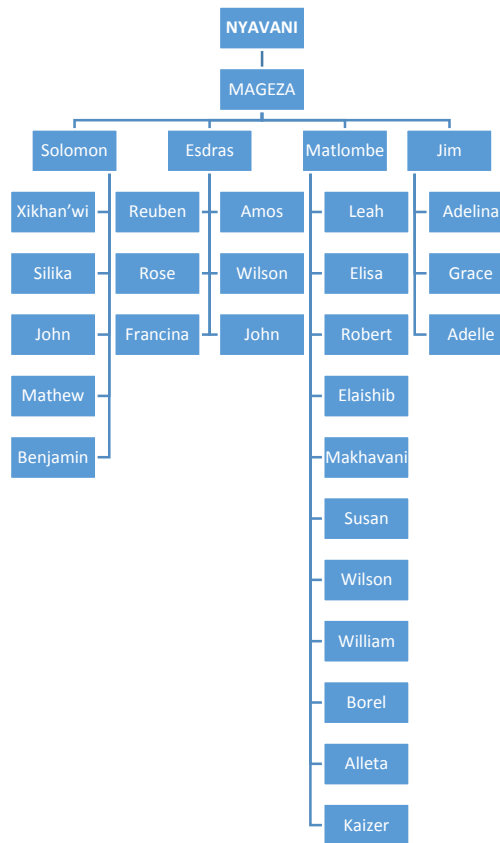 NYAVANI
MAGEZA
Solomon
Esdras
Matlombe
Jim
Xikhan’wi
Silika
John
Mathew
Benjamin
Reuben
Amos
Rose
Wilson
Francina
John
Leah
Elisa
Robert
Elaishib
Makhavani
Susan
Wilson
William
Borel
Alleta
Kaizer
Adelina
Grace
Adelle